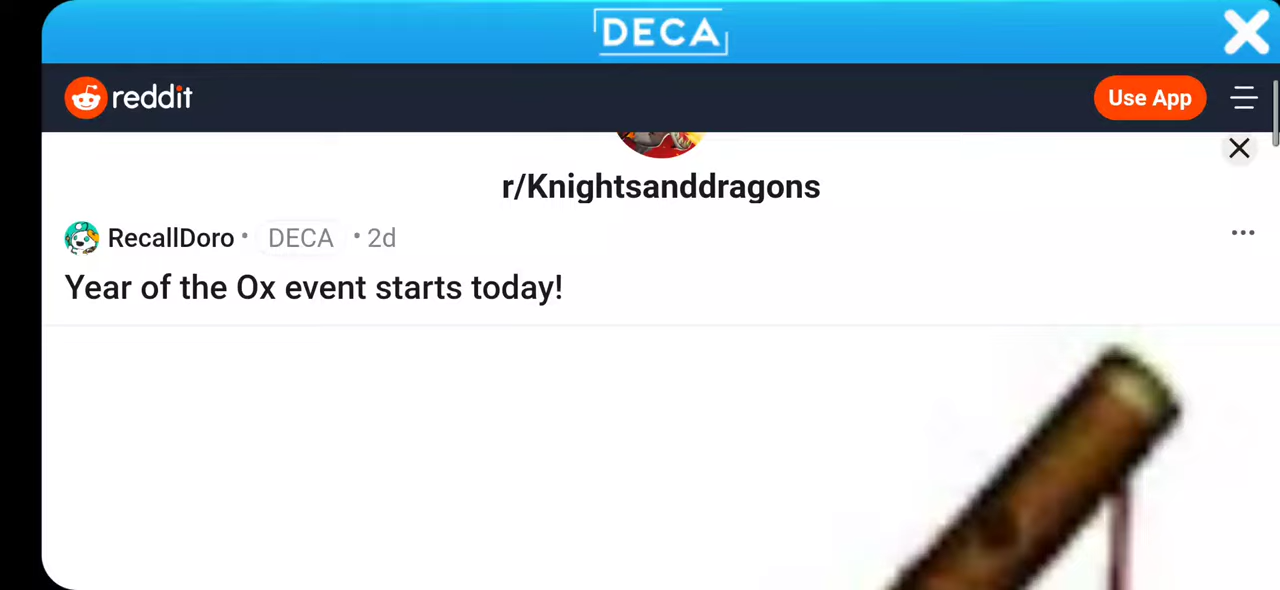 DECA
reddit
Use App
r/Knightsanddragons
RecallDoro • DECA • 2d
Year of the Ox event starts today!